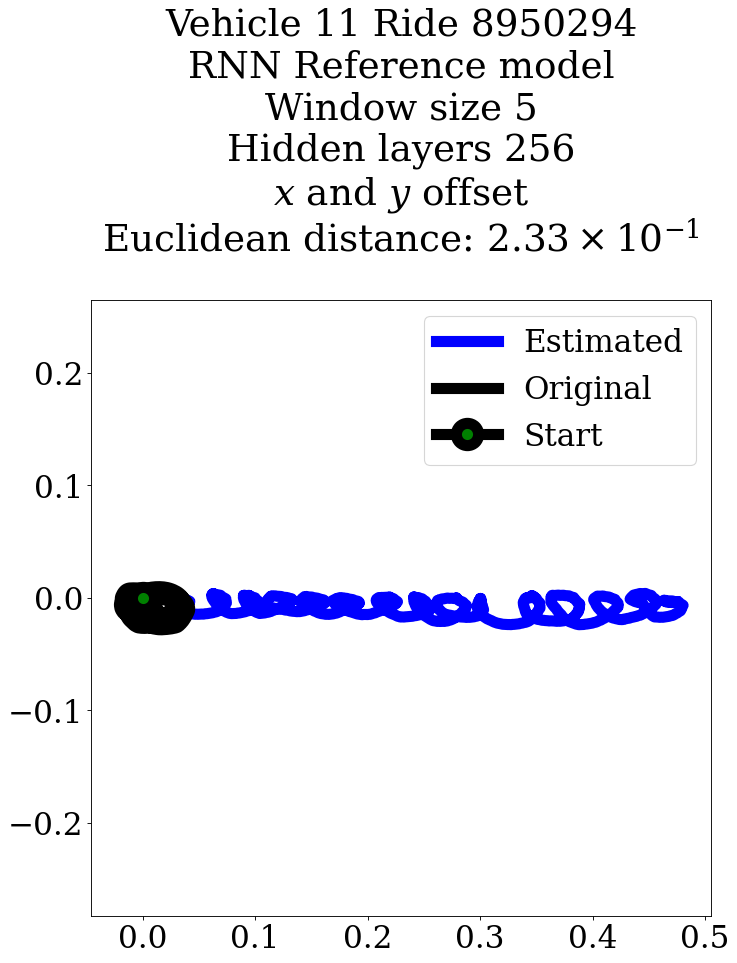 Vehicle 11 Ride 8950294
RNN Reference model
Window size 5
Hidden layers 256
x and y offset
Euclidean distance: 2.33 × 10⁻¹
Estimated
Original
Start
0.2
0.1
0.0
−0.1
−0.2
0.0 0.1 0.2 0.3 0.4 0.5